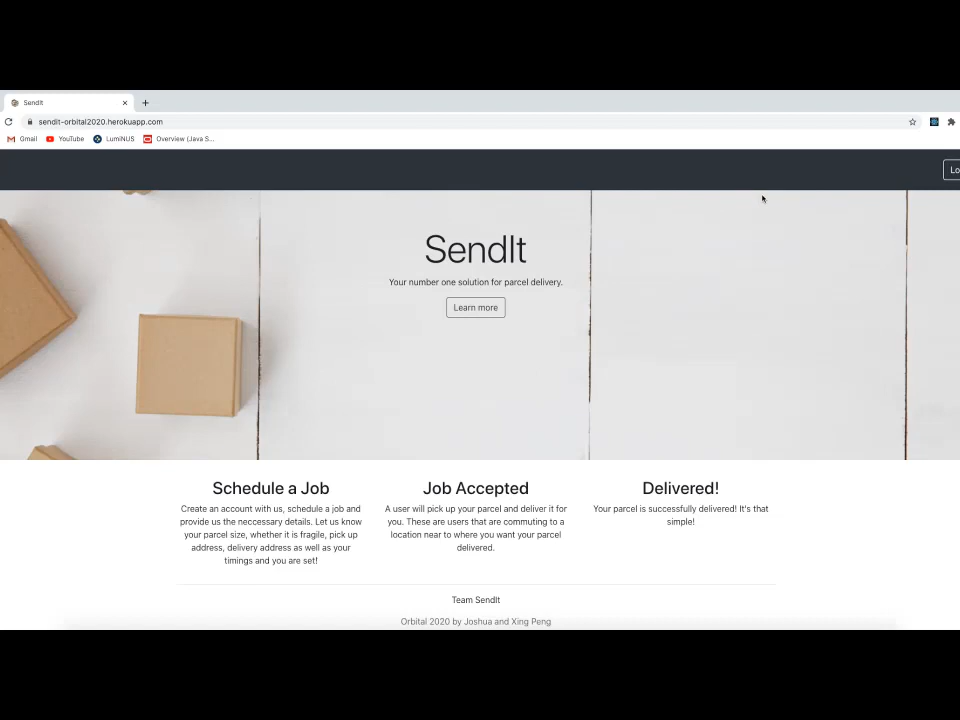 SendIt
sendit-orbital2020.herokuapp.com
Gmail YouTube LumiNUS Overview (Java S...
Lo
SendIt
Your number one solution for parcel delivery.
Learn more
Schedule a Job
Create an account with us, schedule a job and
provide us the neccessary details. Let us know
your parcel size, whether it is fragile, pick up
address, delivery address as well as your
timings and you are set!
Job Accepted
A user will pick up your parcel and deliver it for
you. These are users that are commuting to a
location near to where you want your parcel
delivered.
Delivered!
Your parcel is successfully delivered! It's that
simple!
Team SendIt
Orbital 2020 by Joshua and Xing Peng